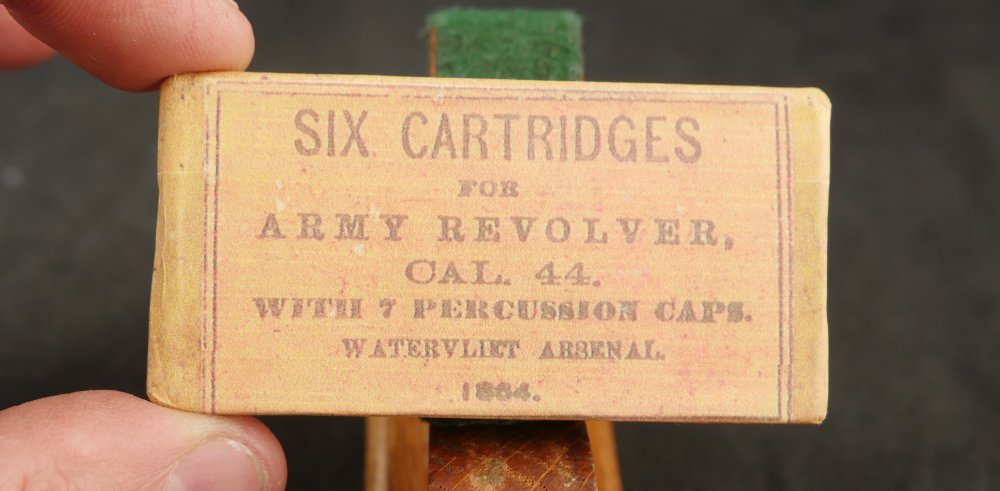 SIX CARTRIDGES
FOR
ARMY REVOLVER,
CAL. 44.
WITH 7 PERCUSSION CAPS.
WATERVLIET ARSENAL.
1864.